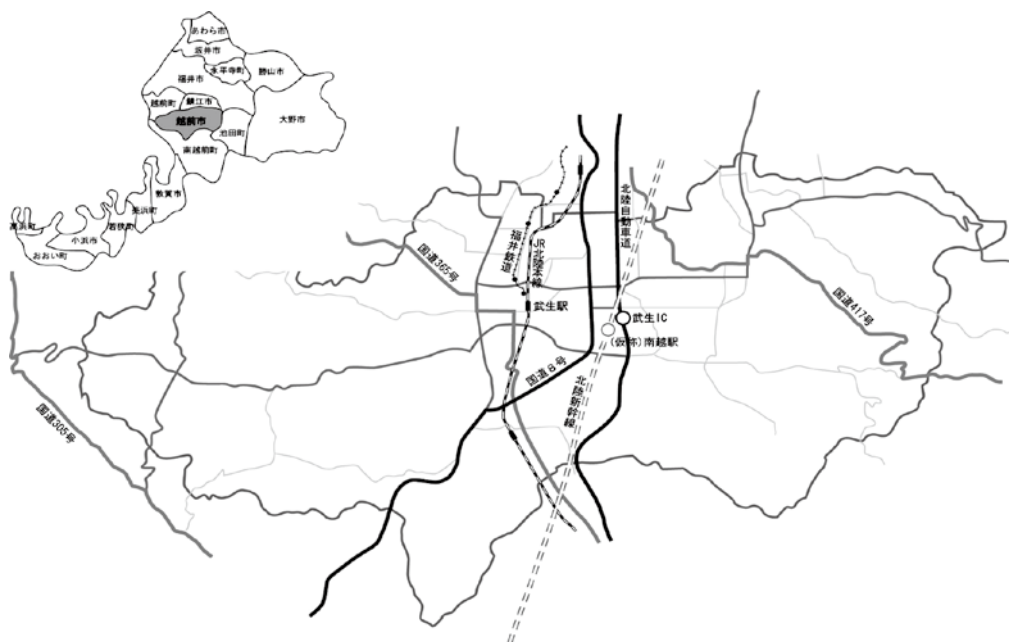 あわら市
坂井市
永平寺町
勝山市
福井市
越前町
鯖江市
大野市
越前市
池田町
南越前町
敦賀市
美浜町
若狭町
高浜町
小浜市
おおい町
北陸自動車道
福井鉄道
JR北陸本線
国道365号
武生駅
武生IC
(仮称)南越駅
国道417号
国道8号
北陸新幹線
国道305号